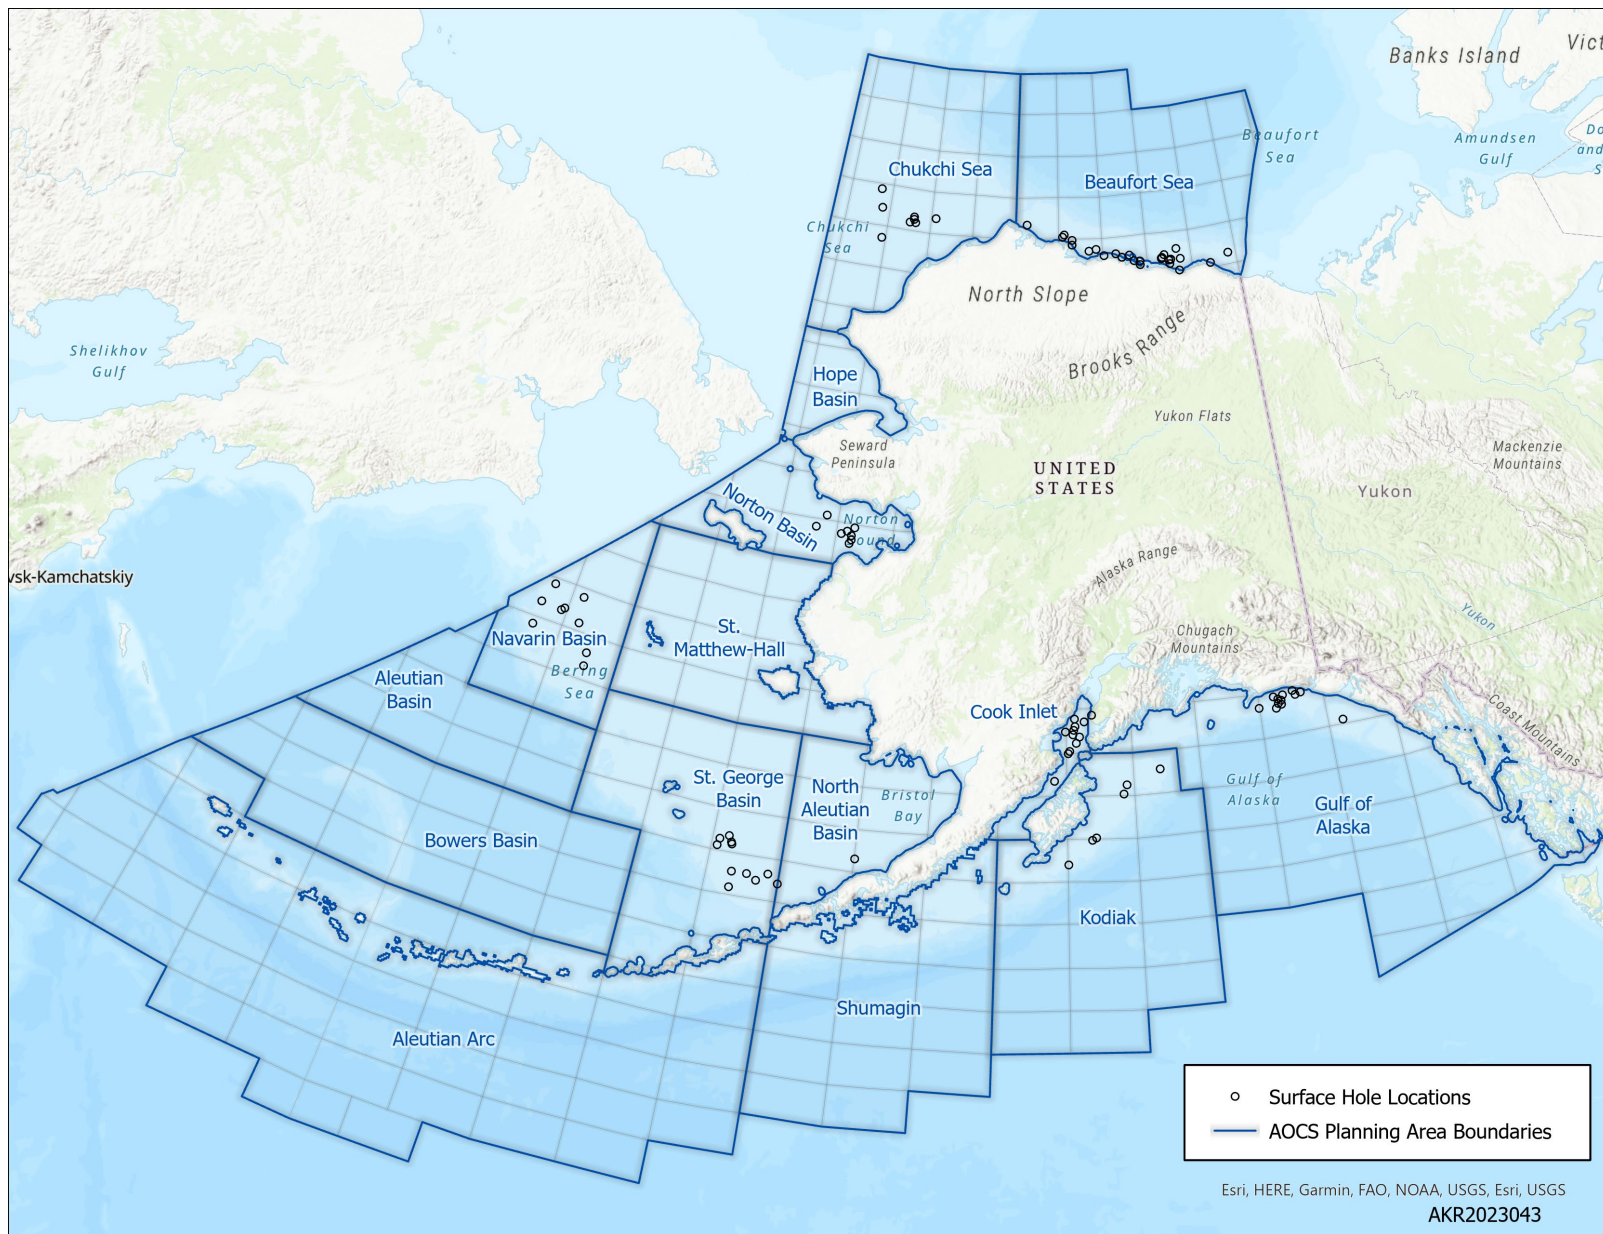 Banks Island
Vict
Beaufort
Sea
Amundsen
Gulf
Do
and
S
Chukchi Sea
Beaufort Sea
Chukchi
Sea
North Slope
Brooks Range
Shelikhov
Gulf
Hope
Basin
Yukon Flats
Seward
Peninsula
Mackenzie
Mountains
UNITED
STATES
Yukon
Norton Basin
Norton
ound
Alaska Range
vsk-Kamchatskiy
Yukon
St.
Matthew-Hall
Navarin Basin
Bering
Sea
Chugach
Mountains
Aleutian
Basin
Cook Inlet
Coast Mountains
St. George
Basin
North
Aleutian
Basin
Bristol
Bay
Gulf of
Alaska
Gulf of
Alaska
Bowers Basin
Kodiak
Shumagin
Aleutian Arc
Surface Hole Locations
AOCS Planning Area Boundaries
Esri, HERE, Garmin, FAO, NOAA, USGS, Esri, USGS
AKR2023043